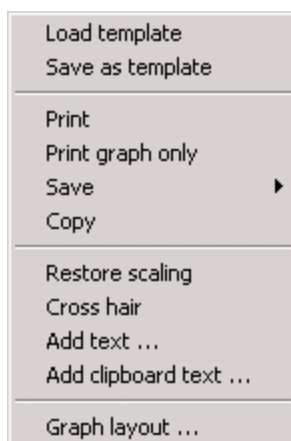 Load template
Save as template
Print
Print graph only
Save
Copy
Restore scaling
Cross hair
Add text ...
Add clipboard text ...
Graph layout ...